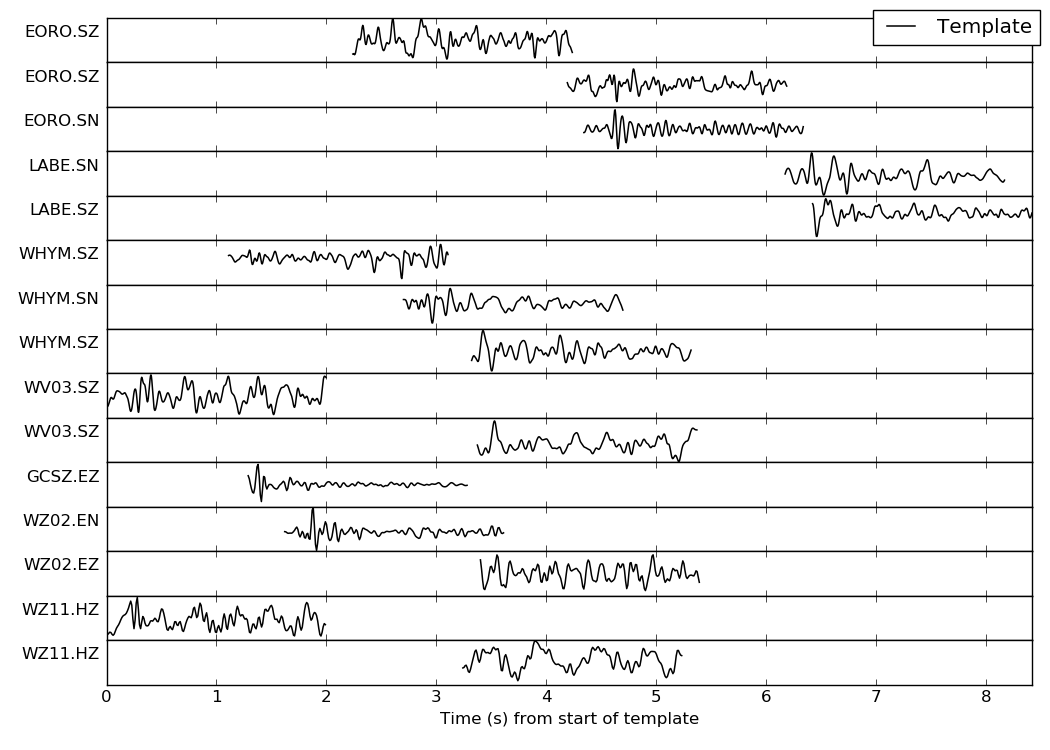 Template
EORO.SZ
EORO.SZ
EORO.SN
LABE.SN
LABE.SZ
WHYM.SZ
WHYM.SN
WHYM.SZ
WV03.SZ
WV03.SZ
GCSZ.EZ
WZ02.EN
WZ02.EZ
WZ11.HZ
WZ11.HZ
0 1 2 3 4 5 6 7 8
Time (s) from start of template